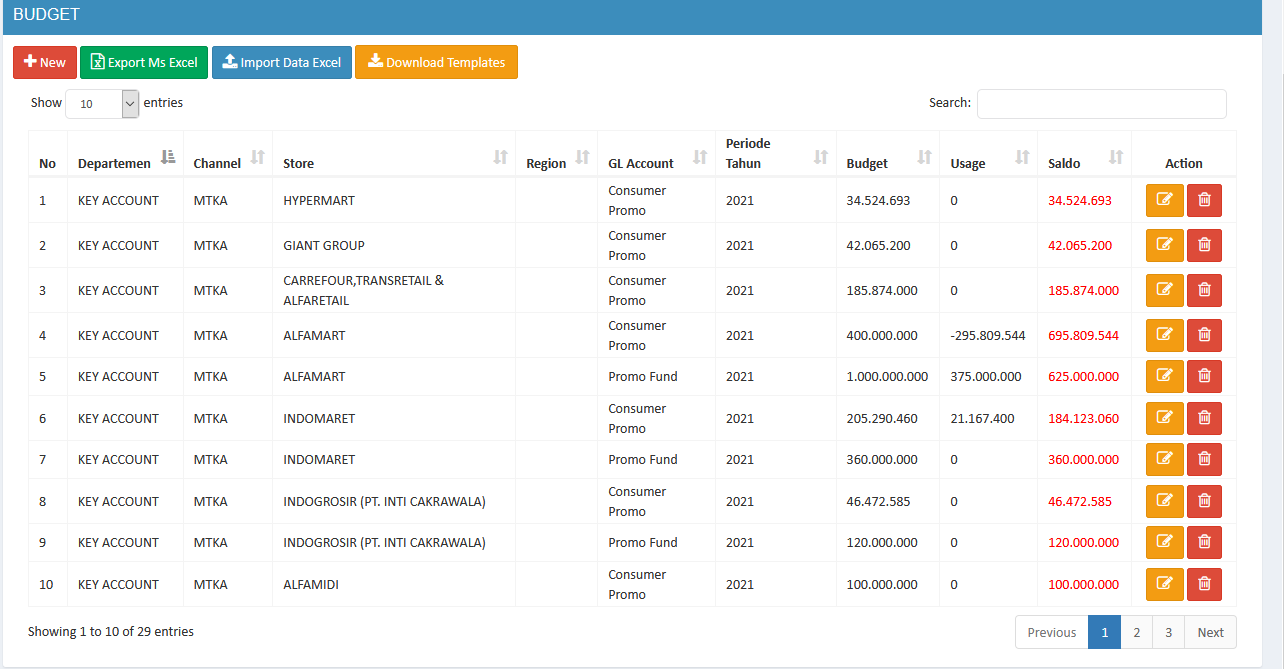 BUDGET
New Export Ms Excel Import Data Excel Download Templates
Show 10 entries Search:
No Departemen Channel Store Region GL Account Periode Tahun Budget Usage Saldo Action
1 KEY ACCOUNT MTKA HYPERMART Consumer Promo 2021 34.524.693 0 34.524.693
2 KEY ACCOUNT MTKA GIANT GROUP Consumer Promo 2021 42.065.200 0 42.065.200
3 KEY ACCOUNT MTKA CARREFOUR,TRANSRETAIL & ALFARETAIL Consumer Promo 2021 185.874.000 0 185.874.000
4 KEY ACCOUNT MTKA ALFAMART Consumer Promo 2021 400.000.000 -295.809.544 695.809.544
5 KEY ACCOUNT MTKA ALFAMART Promo Fund 2021 1.000.000.000 375.000.000 625.000.000
6 KEY ACCOUNT MTKA INDOMARET Consumer Promo 2021 205.290.460 21.167.400 184.123.060
7 KEY ACCOUNT MTKA INDOMARET Promo Fund 2021 360.000.000 0 360.000.000
8 KEY ACCOUNT MTKA INDOGROSIR (PT. INTI CAKRAWALA) Consumer Promo 2021 46.472.585 0 46.472.585
9 KEY ACCOUNT MTKA INDOGROSIR (PT. INTI CAKRAWALA) Promo Fund 2021 120.000.000 0 120.000.000
10 KEY ACCOUNT MTKA ALFAMIDI Consumer Promo 2021 100.000.000 0 100.000.000
Showing 1 to 10 of 29 entries Previous 1 2 3 Next